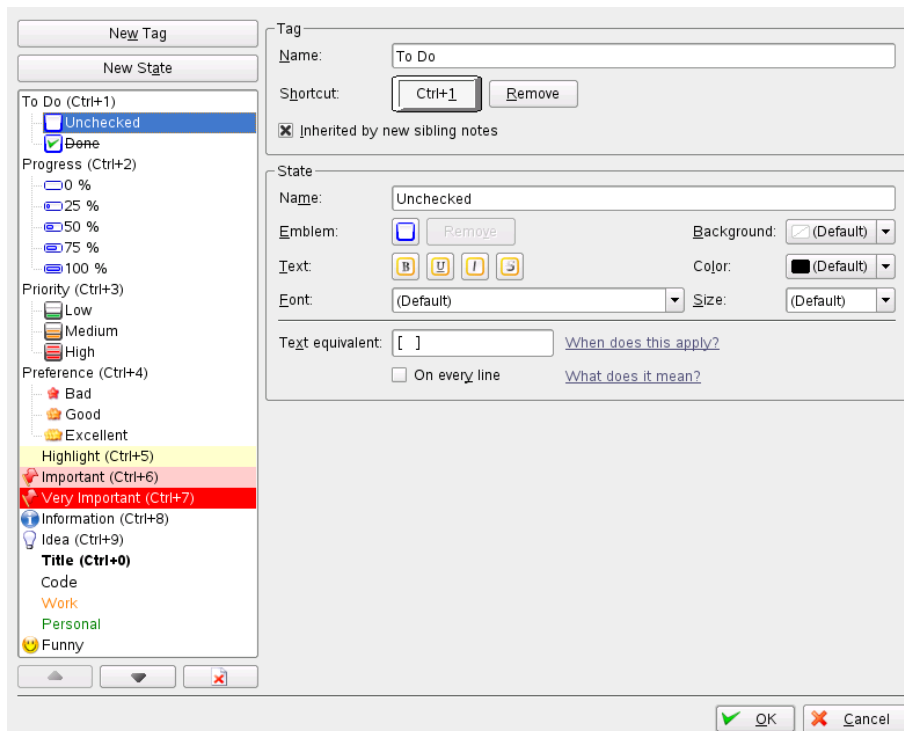 New Tag
New State
To Do (Ctrl+1)
Unchecked
Done
Progress (Ctrl+2)
0 %
25 %
50 %
75 %
100 %
Priority (Ctrl+3)
Low
Medium
High
Preference (Ctrl+4)
Bad
Good
Excellent
Highlight (Ctrl+5)
Important (Ctrl+6)
Very Important (Ctrl+7)
Information (Ctrl+8)
Idea (Ctrl+9)
Title (Ctrl+0)
Code
Work
Personal
Funny
Tag
Name: To Do
Shortcut: Ctrl+1 Remove
Inherited by new sibling notes
State
Name: Unchecked
Emblem: Remove Background: (Default)
Text: B U I S Color: (Default)
Font: (Default) Size: (Default)
Text equivalent: [ ] When does this apply?
On every line What does it mean?
OK Cancel